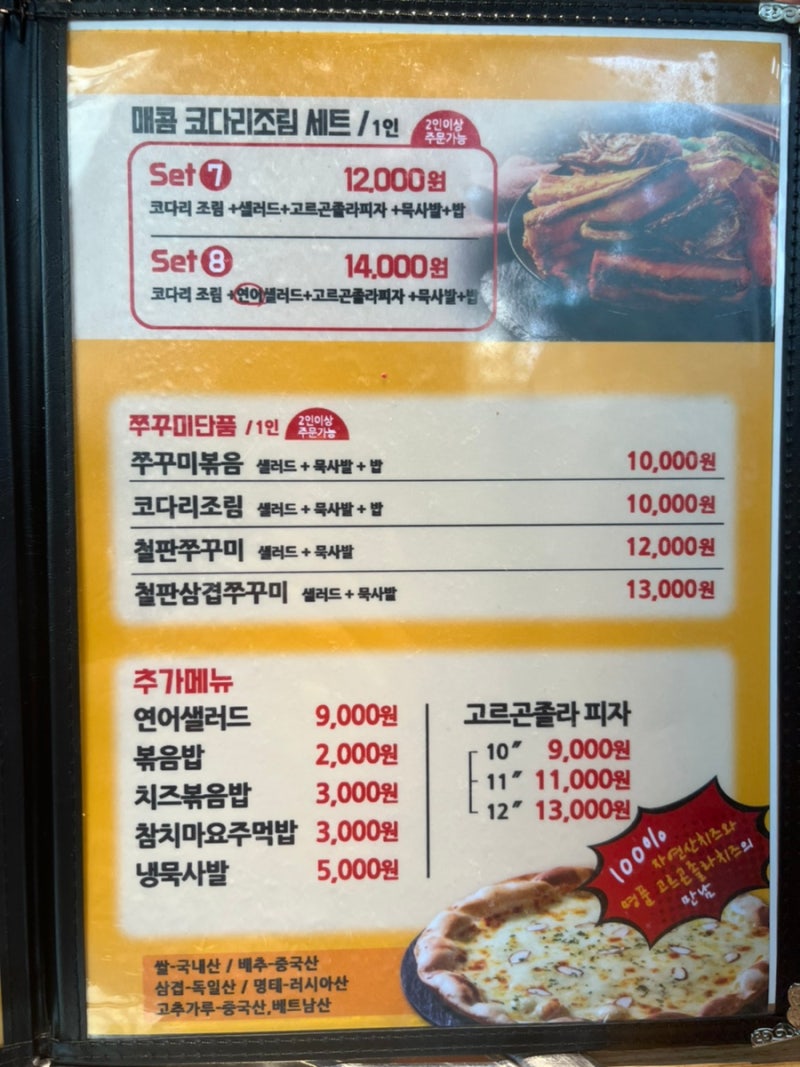 매콤 코다리조림 세트 /1인 2인이상 주문가능
Set 7 12,000원
코다리 조림 +샐러드+고르곤졸라피자 +묵사발+밥
Set 8 14,000원
코다리 조림 +연어샐러드+고르곤졸라피자 +묵사발+밥
쭈꾸미단품 /1인 2인이상 주문가능
쭈꾸미볶음 샐러드 + 묵사발 + 밥 10,000원
코다리조림 샐러드 + 묵사발 + 밥 10,000원
철판쭈꾸미 샐러드 + 묵사발 12,000원
철판삼겹쭈꾸미 샐러드 + 묵사발 13,000원
추가메뉴
연어샐러드 9,000원
볶음밥 2,000원
치즈볶음밥 3,000원
참치마요주먹밥 3,000원
냉묵사발 5,000원
고르곤졸라 피자
10″ 9,000원
11″ 11,000원
12″ 13,000원
100%
자연산치즈와
명품 고르곤졸라치즈의
만남
쌀-국내산 / 배추-중국산
삼겹-독일산 / 명태-러시아산
고추가루-중국산,베트남산